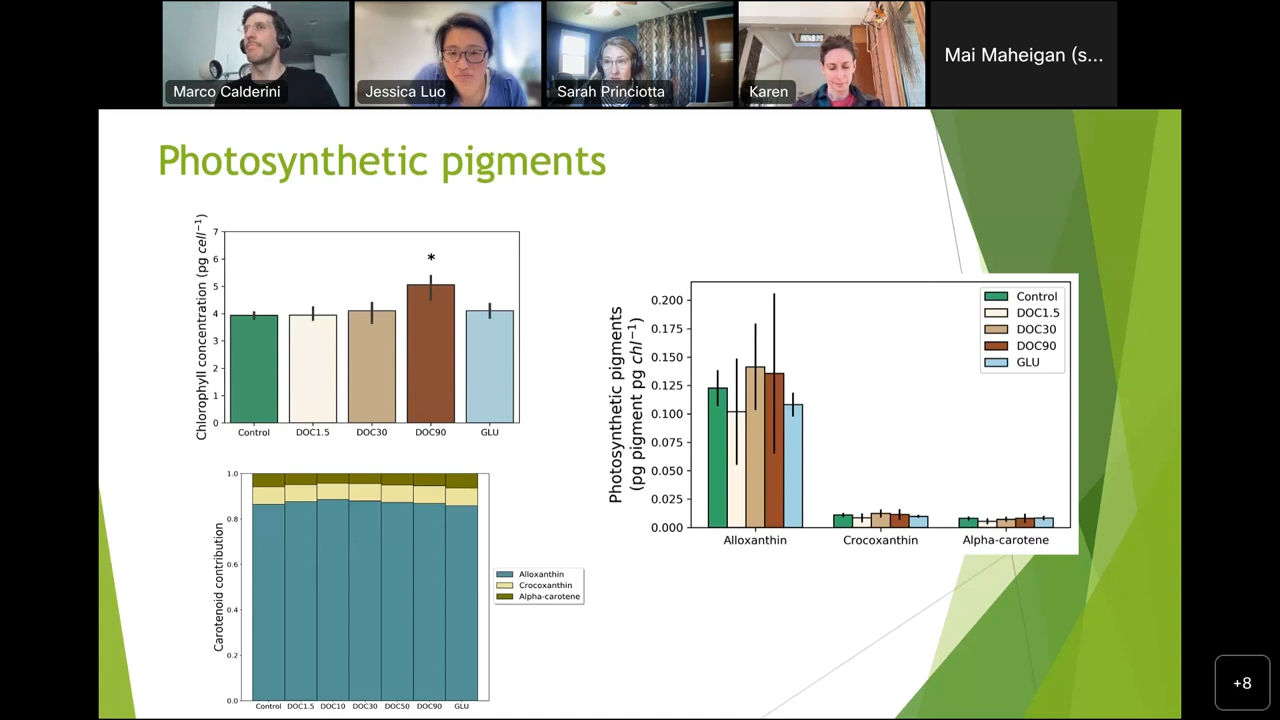 Marco Calderini
Jessica Luo
Sarah Princiotta
Karen
Mai Maheigan (s...
Photosynthetic pigments
Chlorophyll concentration (pg cell⁻¹)
7
6
5
4
3
2
1
0
*
Control DOC1.5 DOC30 DOC90 GLU
Carotenoid contribution
1.0
0.8
0.6
0.4
0.2
0.0
Control DOC1.5 DOC10 DOC30 DOC50 DOC90 GLU
Alloxanthin
Crocoxanthin
Alpha-carotene
Photosynthetic pigments
(pg pigment pg chl⁻¹)
0.200
0.175
0.150
0.125
0.100
0.075
0.050
0.025
0.000
Alloxanthin Crocoxanthin Alpha-carotene
Control
DOC1.5
DOC30
DOC90
GLU
+8